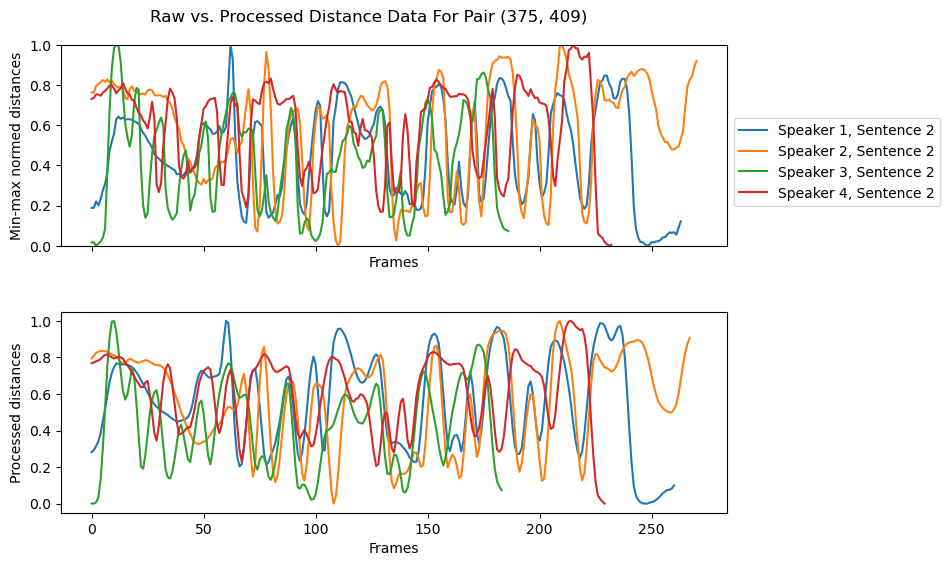 Raw vs. Processed Distance Data For Pair (375, 409)
Min-max normed distances
1.0
0.8
0.6
0.4
0.2
0.0
Frames
Speaker 1, Sentence 2
Speaker 2, Sentence 2
Speaker 3, Sentence 2
Speaker 4, Sentence 2
Processed distances
1.0
0.8
0.6
0.4
0.2
0.0
0 50 100 150 200 250
Frames